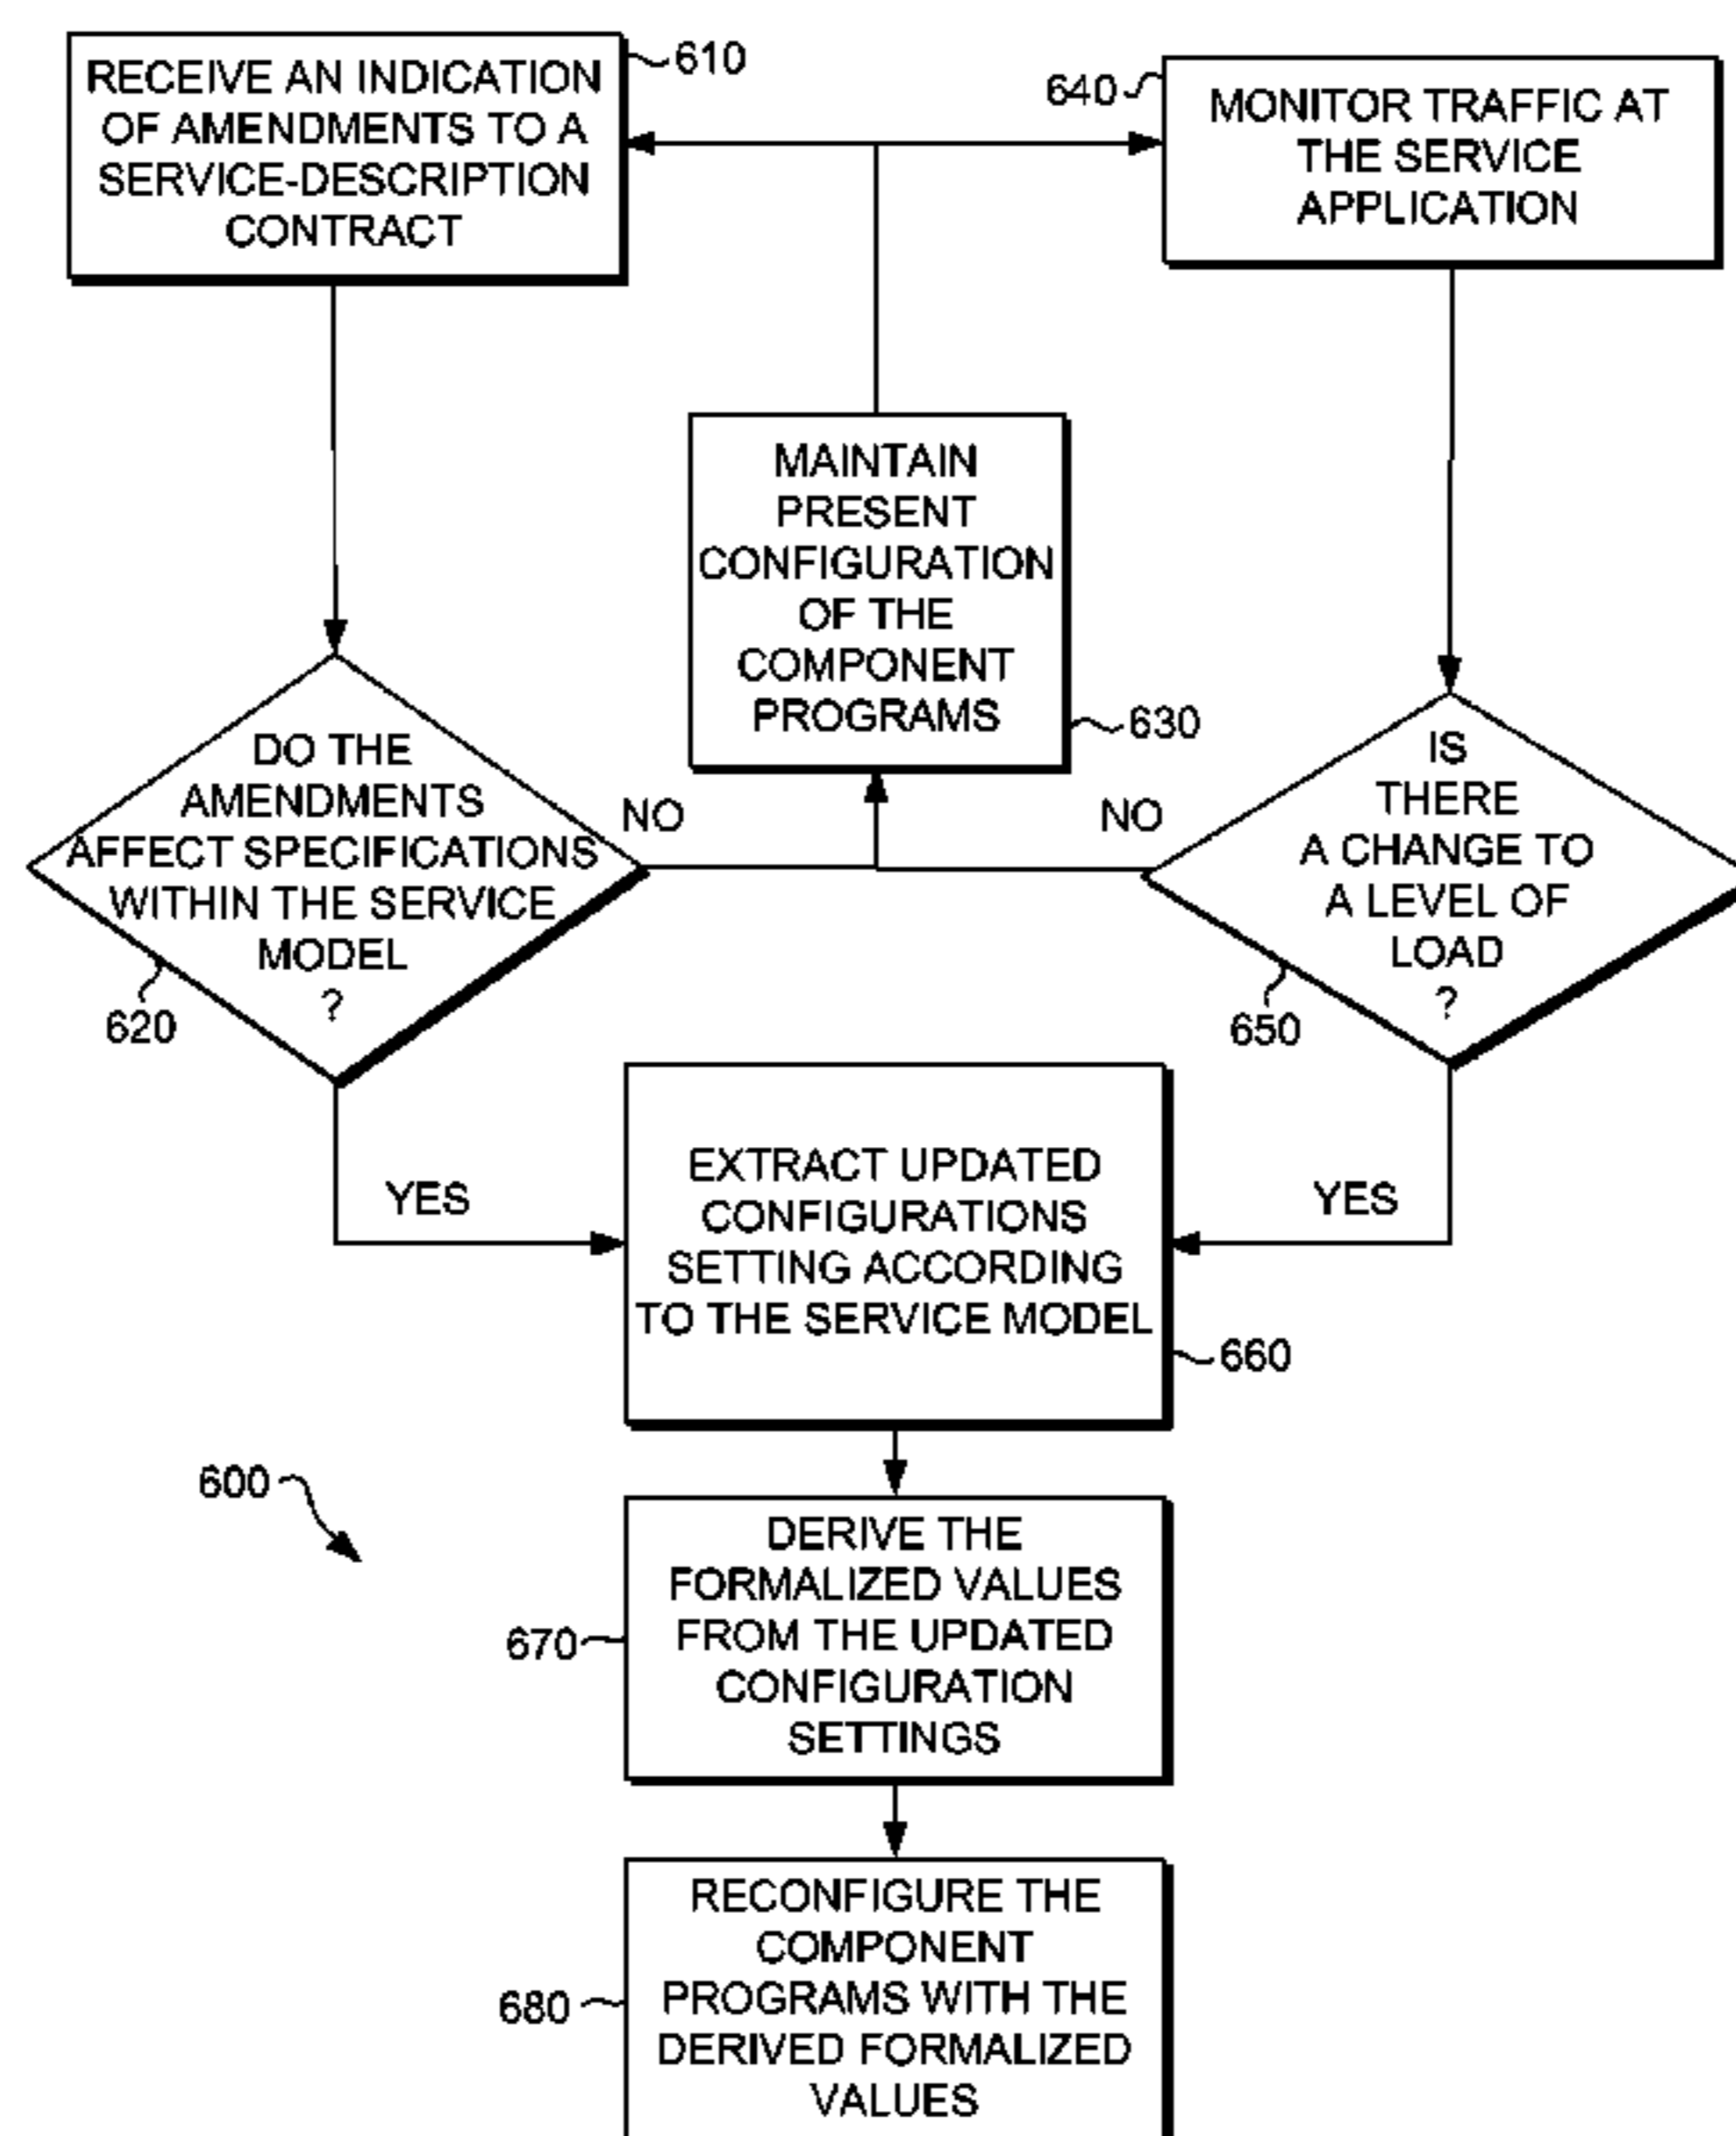 RECEIVE AN INDICATION
OF AMENDMENTS TO A
SERVICE-DESCRIPTION
CONTRACT
610
640
MONITOR TRAFFIC AT
THE SERVICE
APPLICATION
MAINTAIN
PRESENT
CONFIGURATION
OF THE
COMPONENT
PROGRAMS
630
DO THE
AMENDMENTS
AFFECT SPECIFICATIONS
WITHIN THE SERVICE
MODEL
?
620
NO
NO
IS
THERE
A CHANGE TO
A LEVEL OF
LOAD
?
650
YES
YES
EXTRACT UPDATED
CONFIGURATIONS
SETTING ACCORDING
TO THE SERVICE MODEL
660
600
DERIVE THE
FORMALIZED VALUES
FROM THE UPDATED
CONFIGURATION
SETTINGS
670
RECONFIGURE THE
COMPONENT
PROGRAMS WITH THE
DERIVED FORMALIZED
VALUES
680